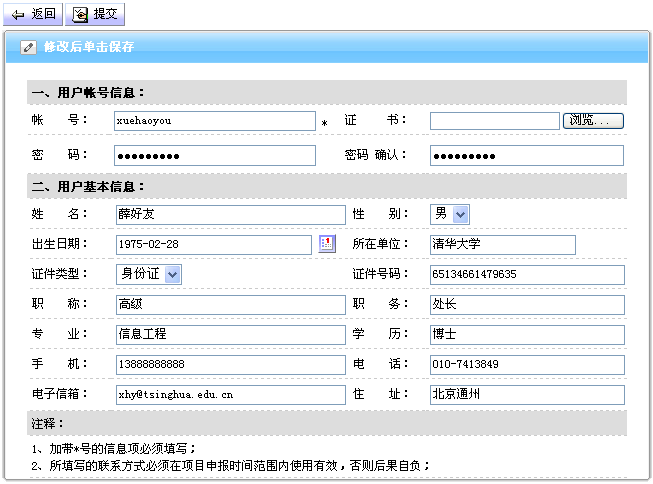 返回 提交
修改后单击保存
一、用户帐号信息：
帐 号： xuehaoyou * 证 书： 浏览...
密 码： ●●●●●●●●● 密码 确认： ●●●●●●●●●
二、用户基本信息：
姓 名： 薛好友 性 别： 男
出生日期： 1975-02-28 所在单位： 清华大学
证件类型： 身份证 证件号码： 65134661479635
职 称： 高级 职 务： 处长
专 业： 信息工程 学 历： 博士
手 机： 13888888888 电 话： 010-7413849
电子信箱： xhy@tsinghua.edu.cn 住 址： 北京通州
注释：
1、加带*号的信息项必须填写；
2、所填写的联系方式必须在项目申报时间范围内使用有效，否则后果自负；